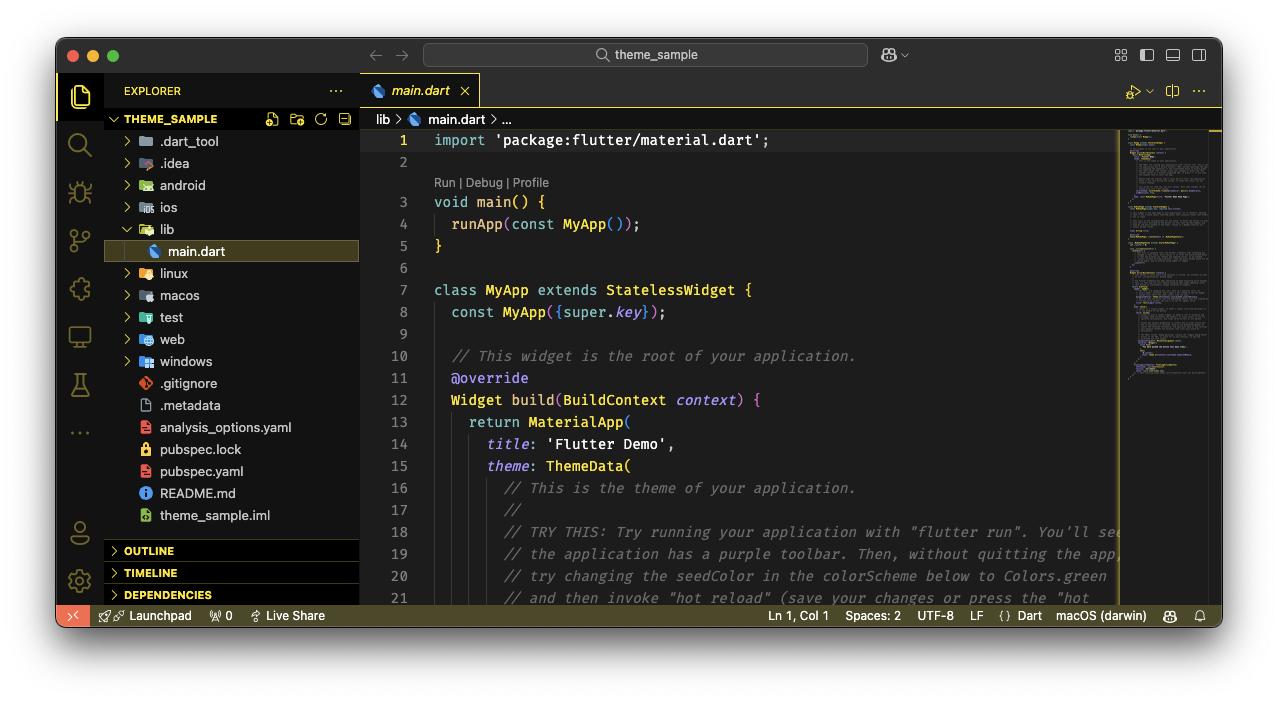 theme_sample
EXPLORER
THEME_SAMPLE
.dart_tool
.idea
android
ios
lib
main.dart
linux
macos
test
web
windows
.gitignore
.metadata
analysis_options.yaml
pubspec.lock
pubspec.yaml
README.md
theme_sample.iml
OUTLINE
TIMELINE
DEPENDENCIES
main.dart
lib > main.dart > ...
1 import 'package:flutter/material.dart';
2
Run | Debug | Profile
3 void main() {
4 runApp(const MyApp());
5 }
6
7 class MyApp extends StatelessWidget {
8 const MyApp({super.key});
9
10 // This widget is the root of your application.
11 @override
12 Widget build(BuildContext context) {
13 return MaterialApp(
14 title: 'Flutter Demo',
15 theme: ThemeData(
16 // This is the theme of your application.
17 //
18 // TRY THIS: Try running your application with "flutter run". You'll see
19 // the application has a purple toolbar. Then, without quitting the app,
20 // try changing the seedColor in the colorScheme below to Colors.green
21 // and then invoke "hot reload" (save your changes or press the "hot
Launchpad 0 Live Share Ln 1, Col 1 Spaces: 2 UTF-8 LF {} Dart macOS (darwin)